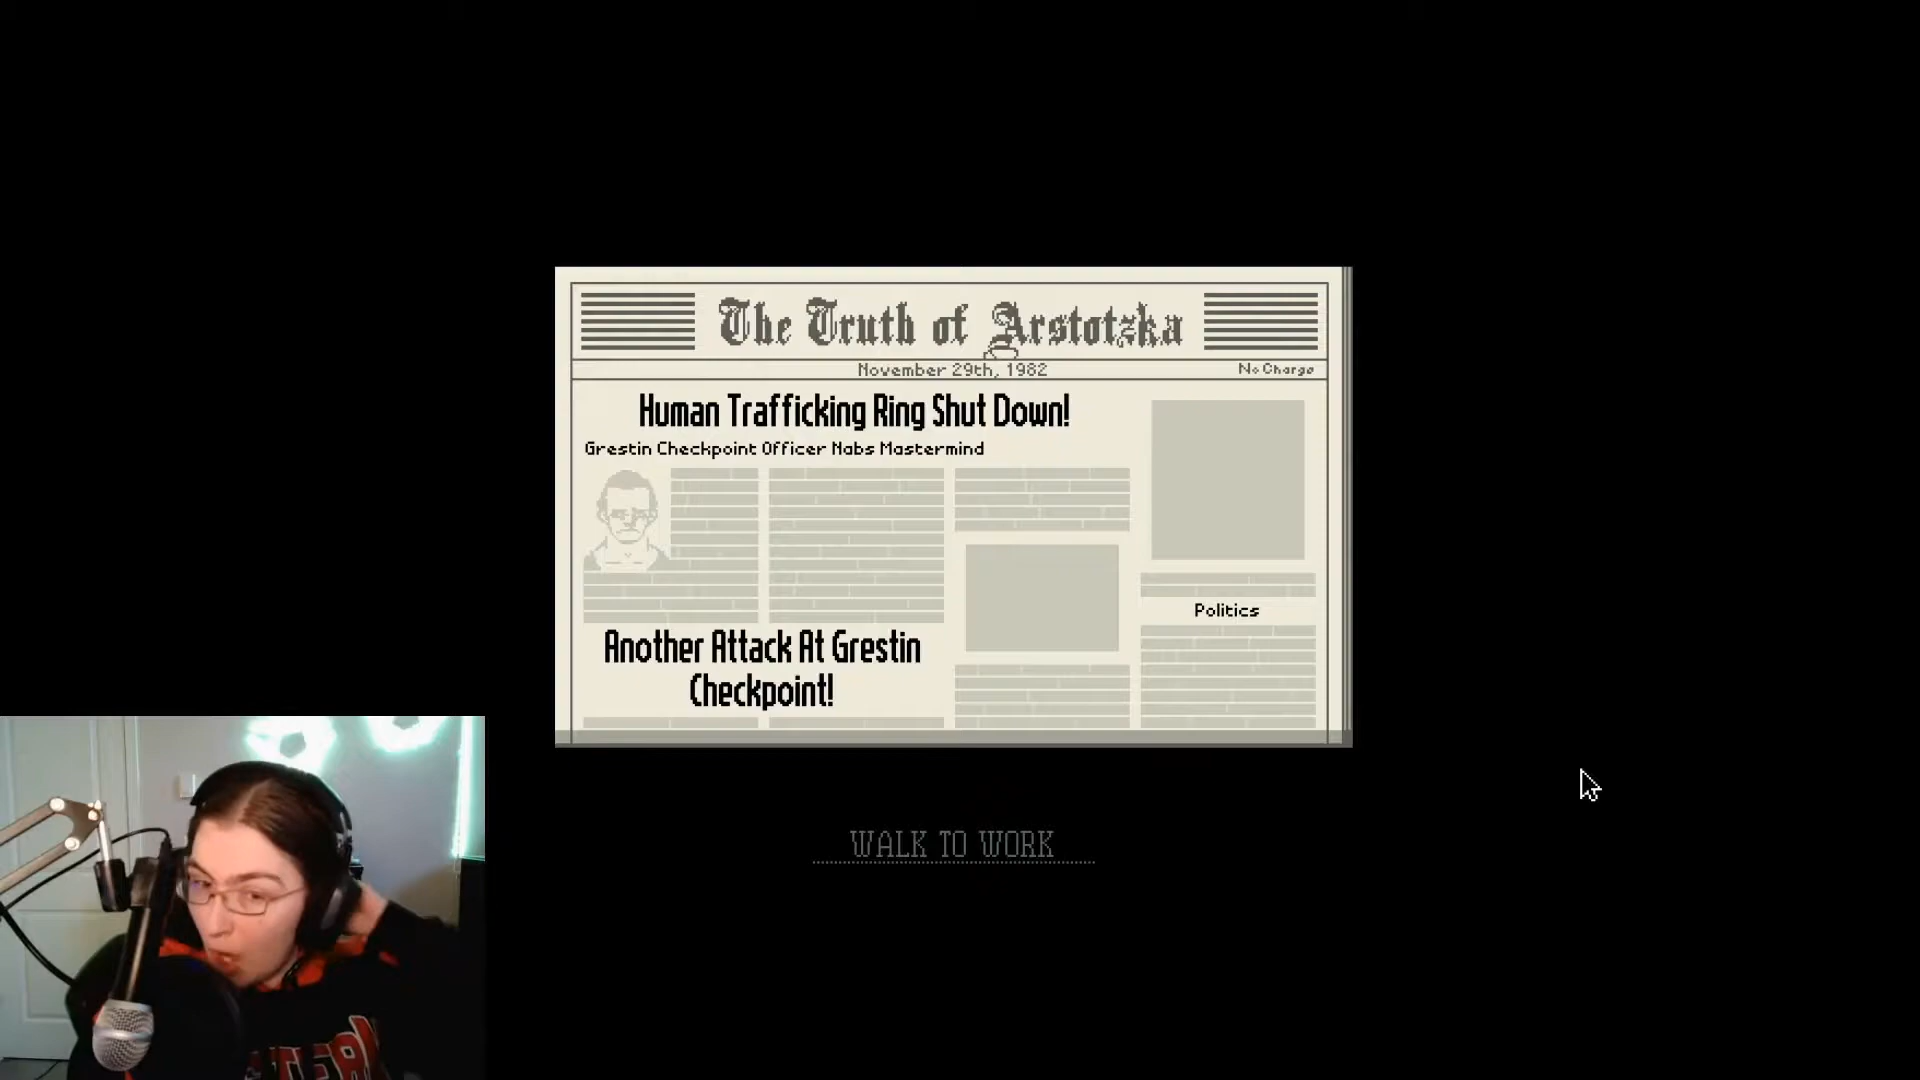 The Truth of Arstotzka
November 29th, 1982
No Charge
Human Trafficking Ring Shut Down!
Grestin Checkpoint Officer Nabs Mastermind
Another Attack At Grestin
Checkpoint!
Politics
WALK TO WORK